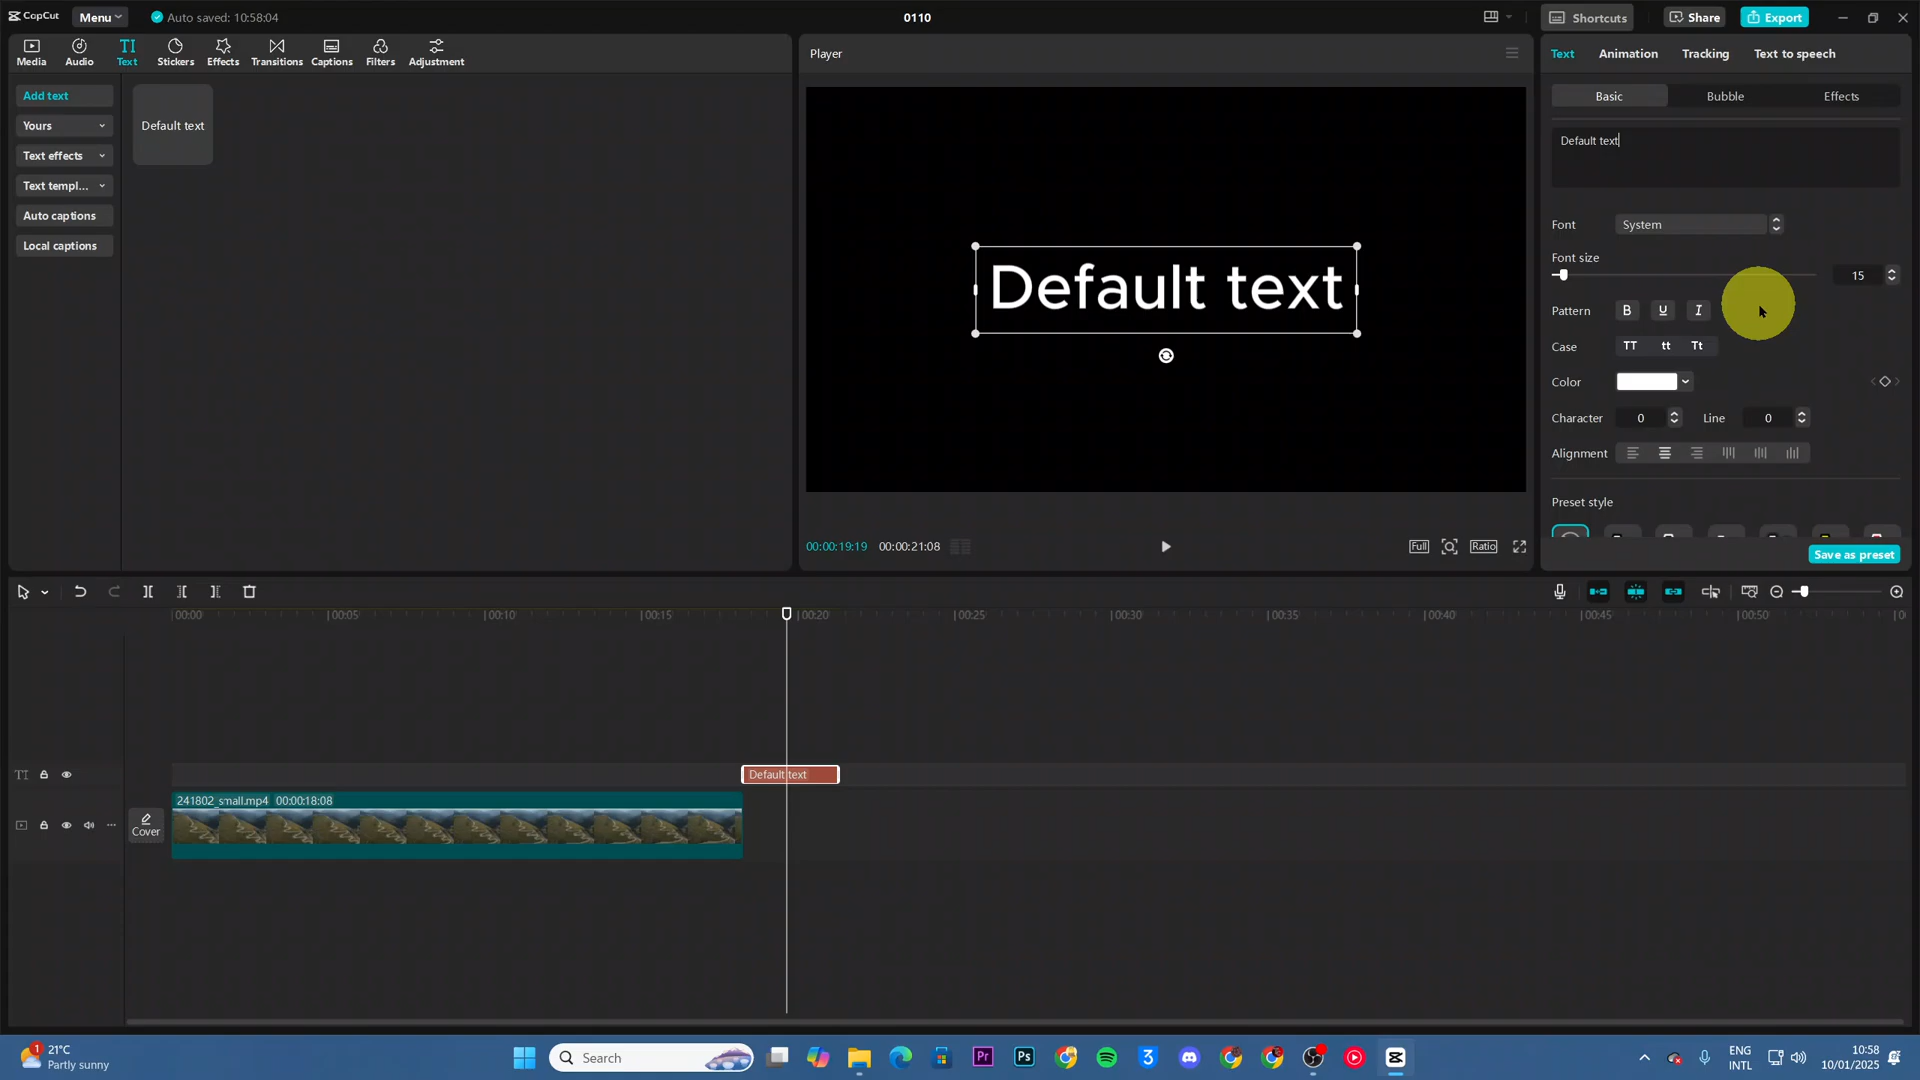 CapCut
Menu
Auto saved: 10:58:04
0110
Shortcuts
Share
Export
Media
Audio
TI
Text
Stickers
Effects
Transitions
Captions
Filters
Adjustment
Player
Text
Animation
Tracking
Text to speech
Add text
Yours
Text effects
Text templ...
Auto captions
Local captions
Default text
Default text
Basic
Bubble
Effects
Default text
Font
System
Font size
15
Pattern
B
U
I
Case
TT
tt
Tt
Color
Character
0
Line
0
Alignment
Preset style
Save as preset
00:00:19:19
00:00:21:08
Full
Ratio
00:00
00:05
00:10
00:15
00:20
00:25
00:30
00:35
00:40
00:45
00:50
TI
Default text
241802_small.mp4 00:00:18:08
Cover
1
21°C
Partly sunny
Search
Pr
Ps
3
ENG
INTL
10:58
10/01/2025